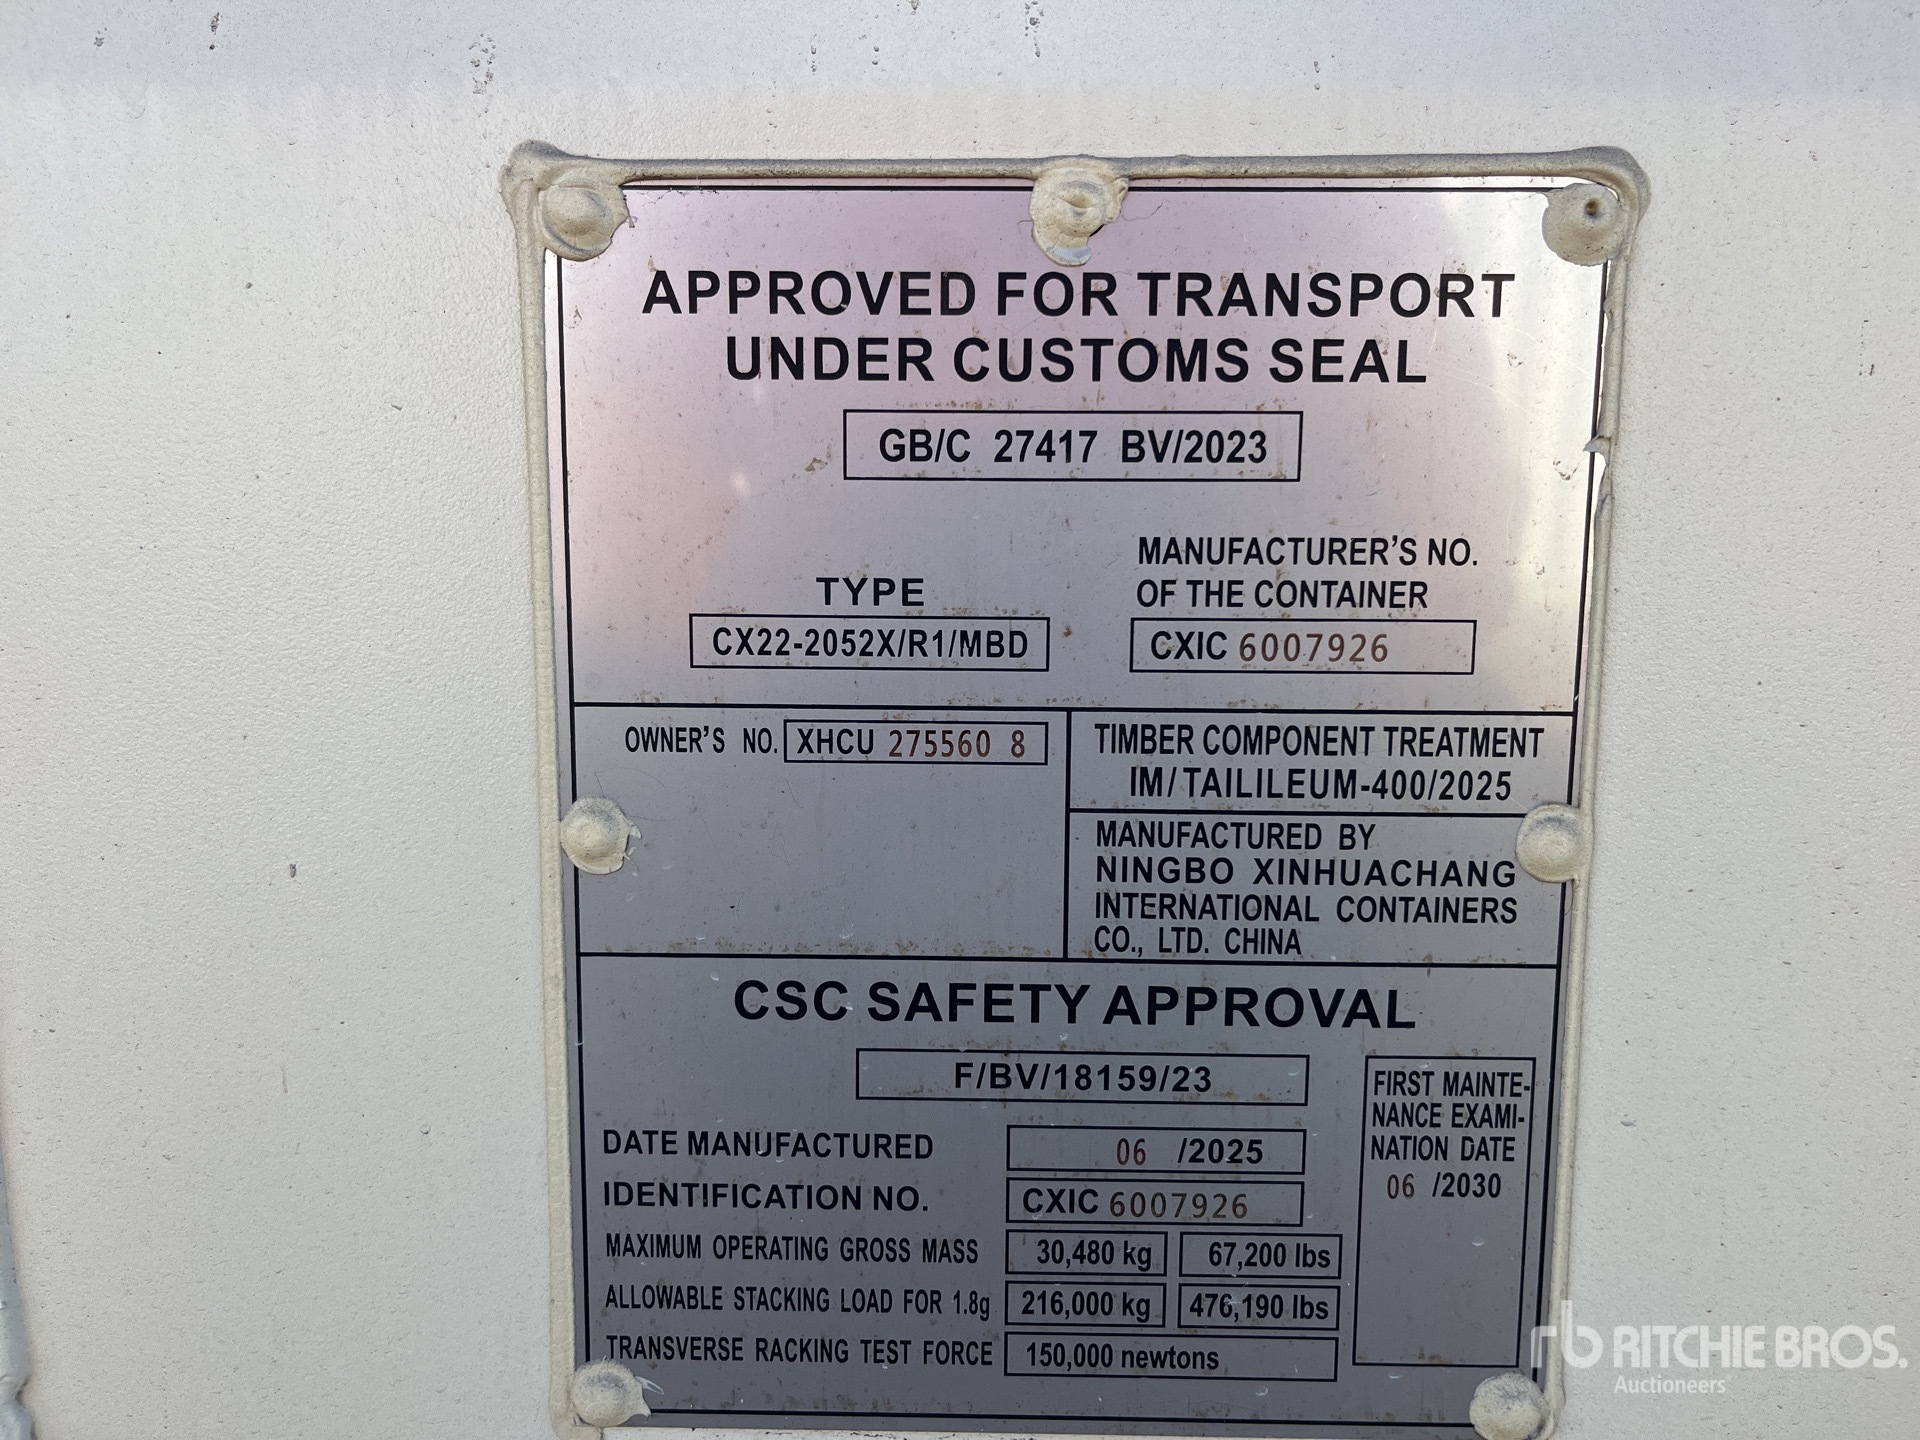 APPROVED FOR TRANSPORT
UNDER CUSTOMS SEAL
GB/C 27417 BV/2023
TYPE
CX22-2052X/R1/MBD
MANUFACTURER'S NO.
OF THE CONTAINER
CXIC 6007926
OWNER'S NO. XHCU 275560 8
TIMBER COMPONENT TREATMENT
IM/TAILILEUM-400/2025
MANUFACTURED BY
NINGBO XINHUACHANG
INTERNATIONAL CONTAINERS
CO., LTD. CHINA
CSC SAFETY APPROVAL
F/BV/18159/23
DATE MANUFACTURED 06 /2025
IDENTIFICATION NO. CXIC 6007926
MAXIMUM OPERATING GROSS MASS 30,480 kg 67,200 lbs
ALLOWABLE STACKING LOAD FOR 1.8g 216,000 kg 476,190 lbs
TRANSVERSE RACKING TEST FORCE 150,000 newtons
FIRST MAINTE-
NANCE EXAMI-
NATION DATE
06 /2030
rb RITCHIE BROS.
Auctioneers